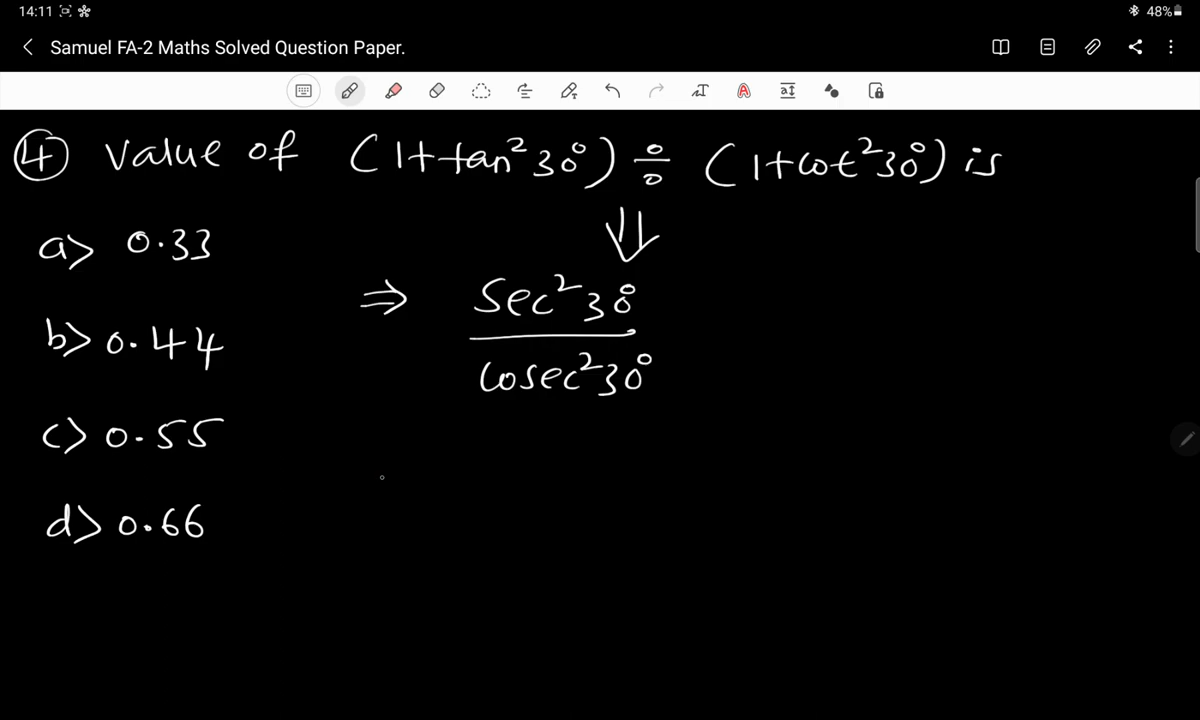 14:11
48%
Samuel FA-2 Maths Solved Question Paper.
④ Value of (1+tan²30°) ÷ (1+cot²30°) is
a> 0.33
⇒ Sec²30°
cosec²30°
b> 0.44
c> 0.55
d> 0.66